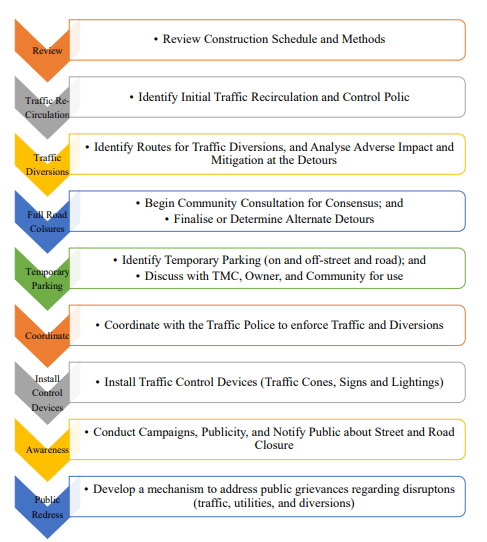 Review
• Review Construction Schedule and Methods
Traffic Re-
Circulation
• Identify Initial Traffic Recirculation and Control Polic
Traffic
Diversions
• Identify Routes for Traffic Diversions, and Analyse Adverse Impact and
Mitigation at the Detours
Full Road
Colsures
• Begin Community Consultation for Consensus; and
• Finalise or Determine Alternate Detours
Temporary
Parking
• Identify Temporary Parking (on and off-street and road); and
• Discuss with TMC, Owner, and Community for use
Coordinate
• Coordinate with the Traffic Police to enforce Traffic and Diversions
Install
Control
Devices
• Install Traffic Control Devices (Traffic Cones, Signs and Lightings)
Awareness
• Conduct Campaigns, Publicity, and Notify Public about Street and Road
Closure
Public
Redress
• Develop a mechanism to address public grievances regarding disruptons
(traffic, utilities, and diversions)